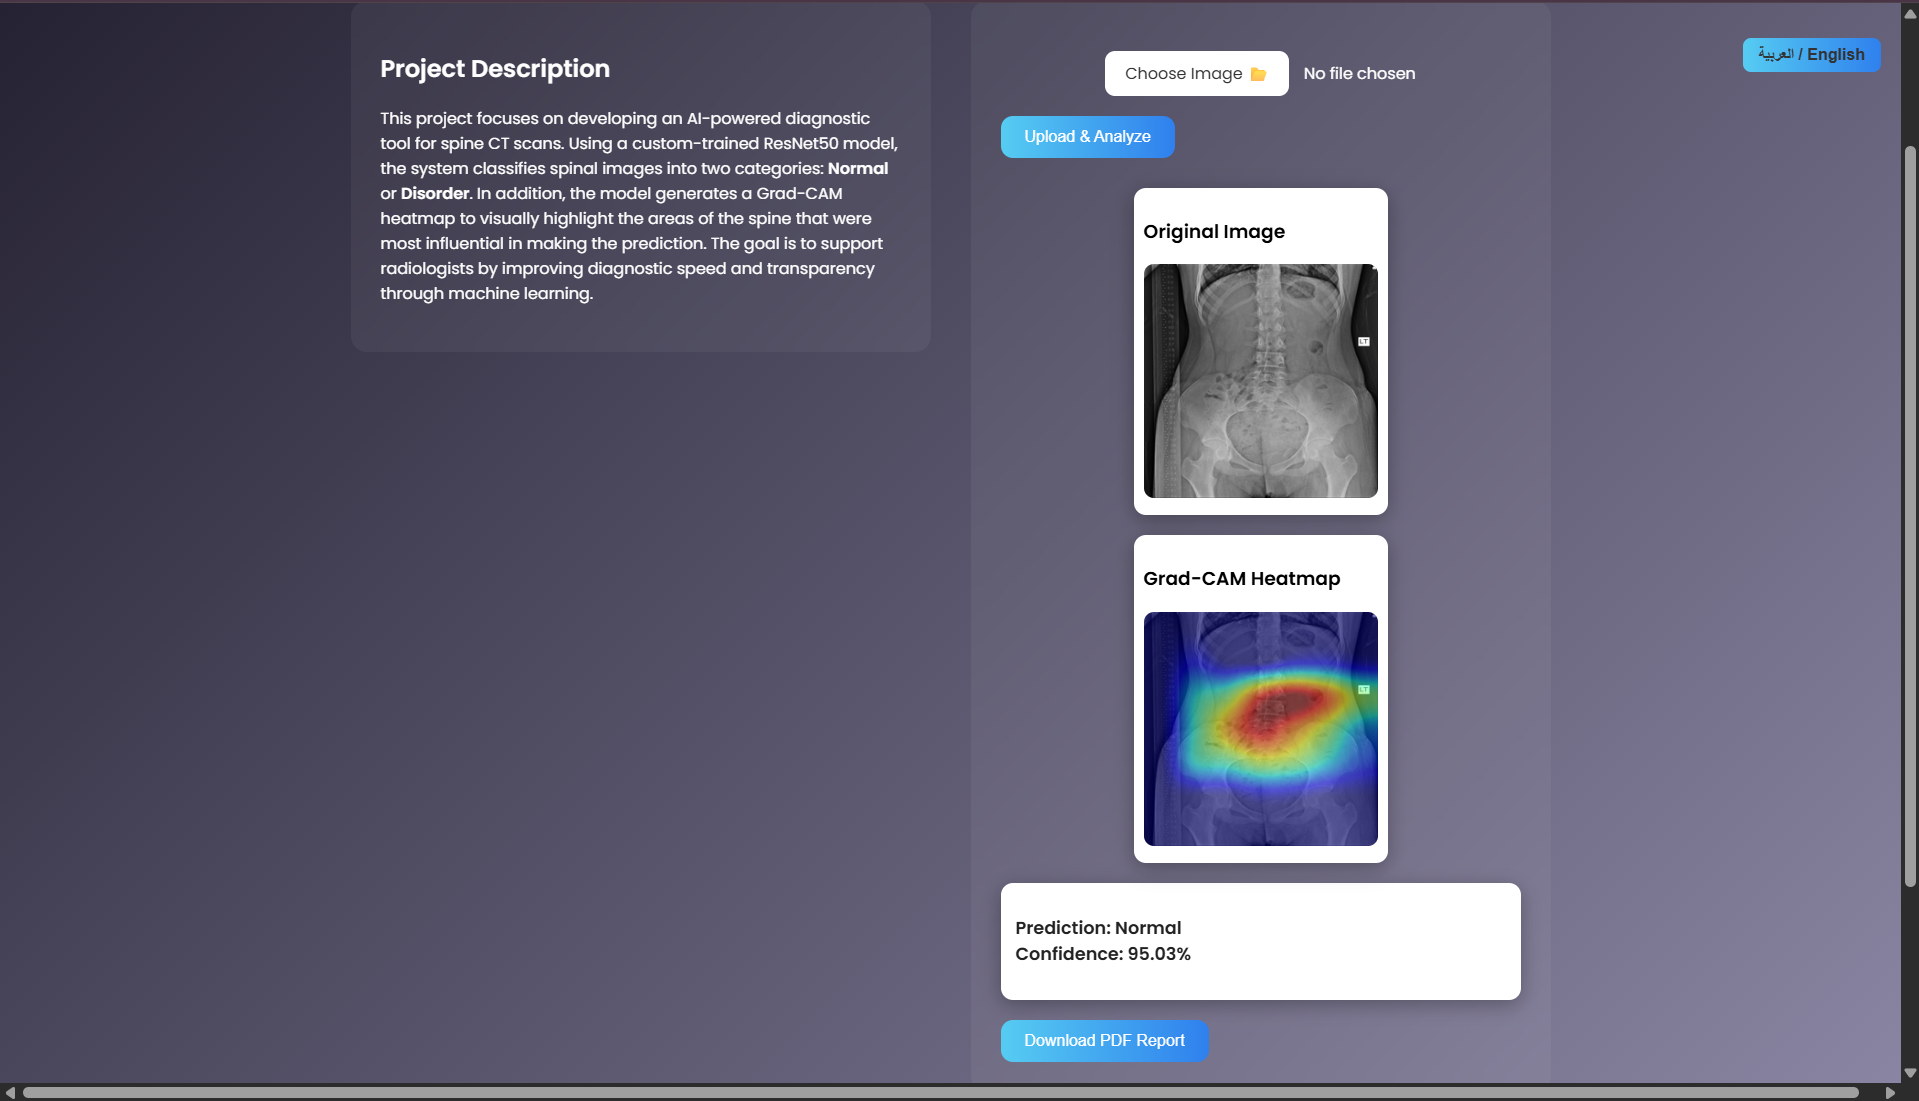 Project Description
This project focuses on developing an AI-powered diagnostic
tool for spine CT scans. Using a custom-trained ResNet50 model,
the system classifies spinal images into two categories: Normal
or Disorder. In addition, the model generates a Grad-CAM
heatmap to visually highlight the areas of the spine that were
most influential in making the prediction. The goal is to support
radiologists by improving diagnostic speed and transparency
through machine learning.
Choose Image
No file chosen
العربية / English
Upload & Analyze
Original Image
LT
Grad-CAM Heatmap
LT
Prediction: Normal
Confidence: 95.03%
Download PDF Report